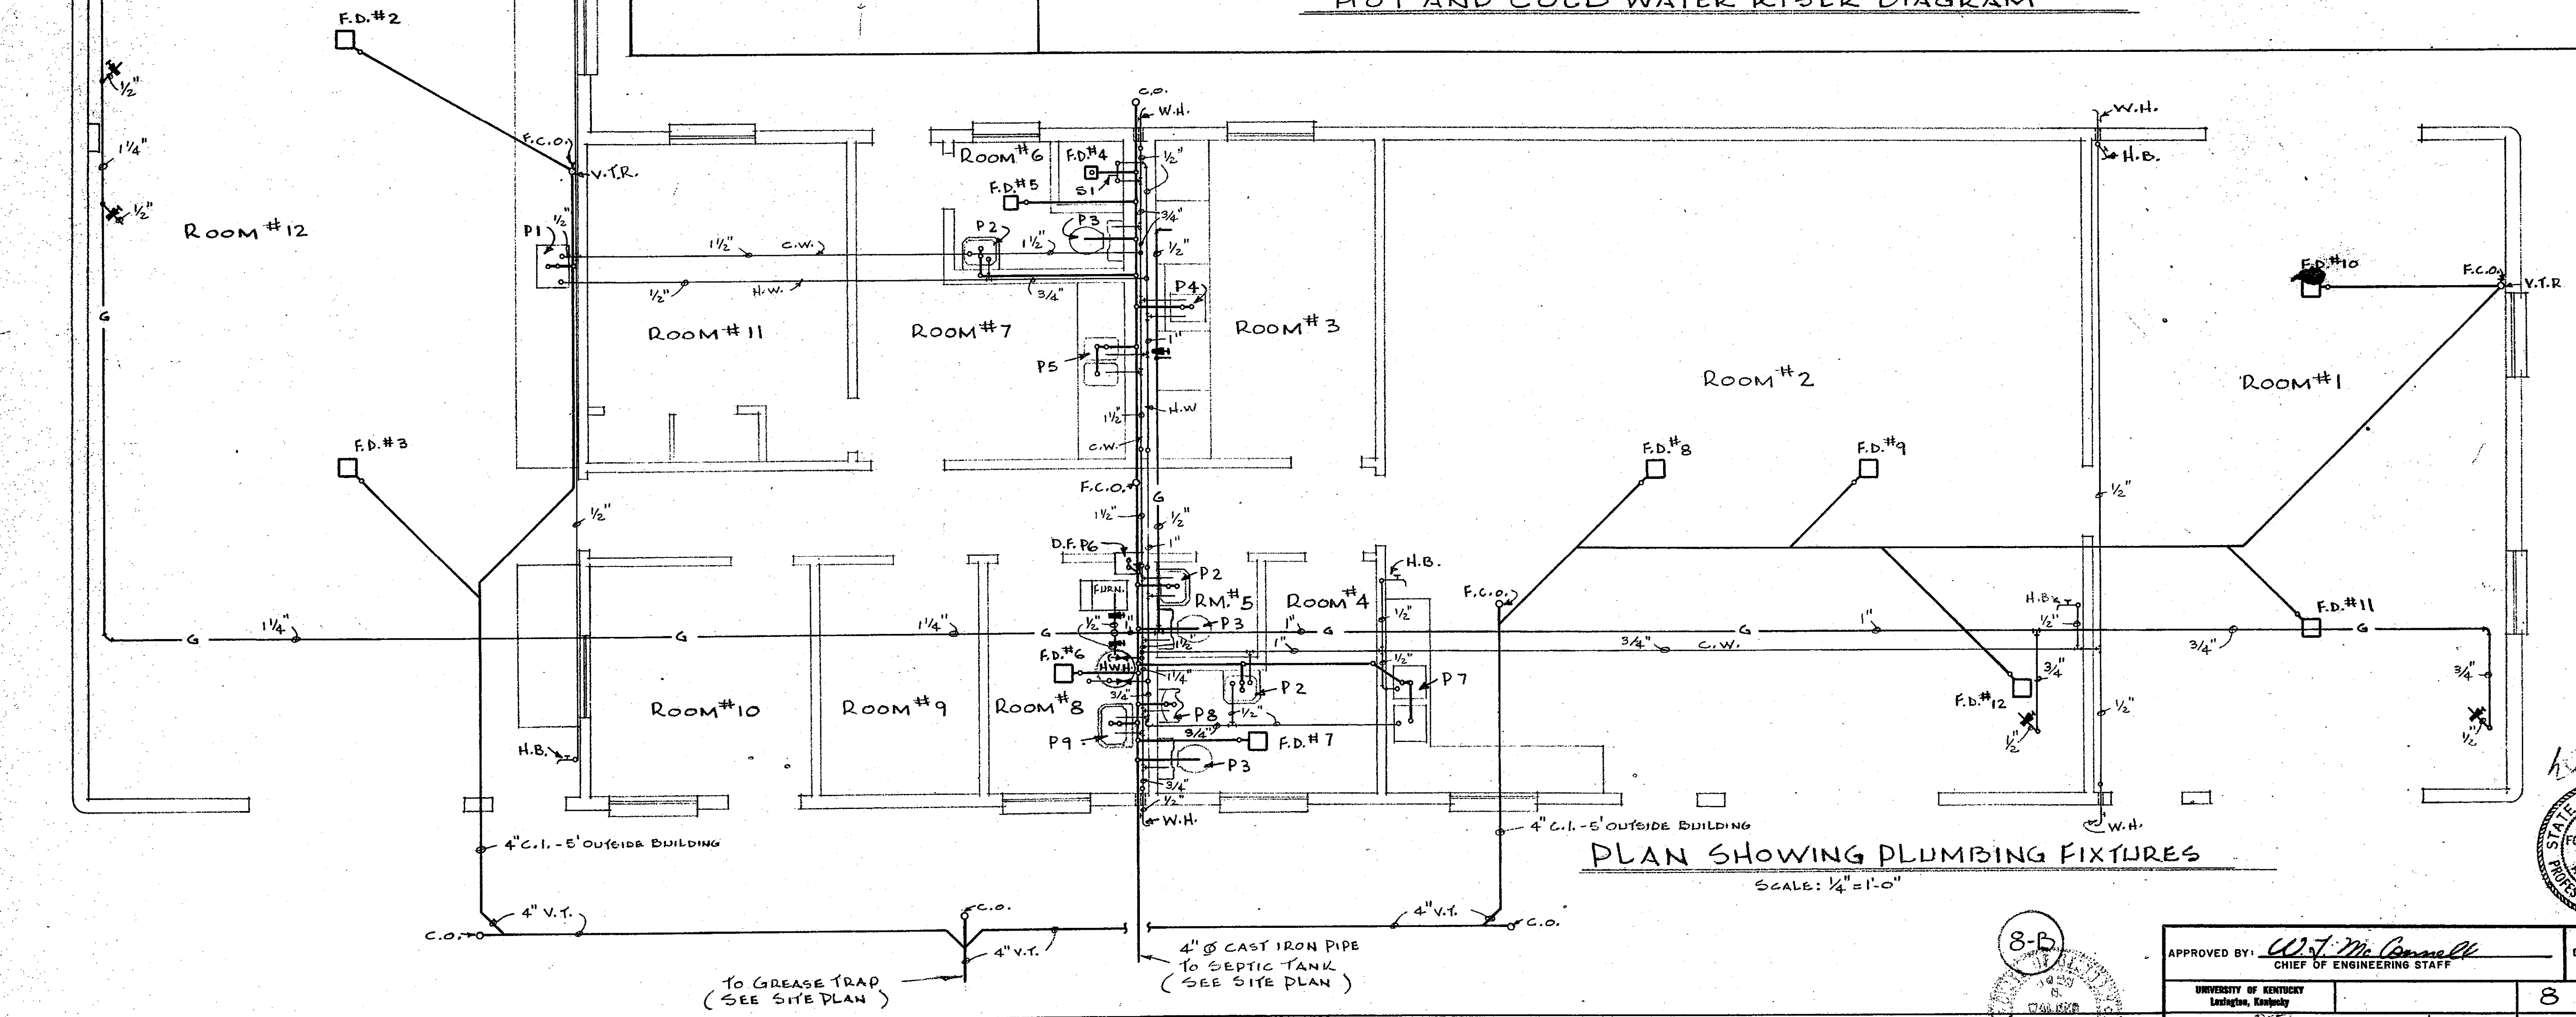 HOT AND COLD WATER RISER DIAGRAM
F.D.#2
1/2"
1 1/4"
1/2"
ROOM #12
G
F.C.O.
V.T.R.
P1
1/2"
C.O.
W.H.
ROOM #6
F.D.#4
1/2"
F.D.#5
S1
P2
P3
3/4"
1 1/2"
C.W.
1 1/2"
1/2"
1/2"
H.W.
3/4"
P4
ROOM #11
ROOM #7
ROOM #3
1"
P5
H.W
1 1/2"
C.W.
W.H.
H.B.
F.D.#10
F.C.O.
V.T.R
ROOM #2
ROOM #1
F.D.#3
F.D.#8
F.D.#9
F.C.O.
G
1/2"
1 1/2"
1/2"
1/2"
D.F. P6
1"
P2
H.B.
FURN.
RM.#5
ROOM #4
F.C.O.
H.B.
F.D.#11
1/2"
1/2"
1 1/4"
G
G
1 1/4"
G
1/2"
1"
P3
1"
G
G
1"
G
3/4"
1 1/2"
1"
3/4"
C.W.
F.D.#6
H.W.H.
1 1/4"
1/2"
P7
3/4"
3/4"
3/4"
P2
F.D.#12
ROOM #10
ROOM #9
ROOM #8
P8
1/2"
1/2"
P9
3/4"
F.D.#7
1/2"
1/2"
H.B.
P3
3/4"
1/2"
W.H.
W.H.
4" C.I. - 5' OUTSIDE BUILDING
4" C.I. - 5' OUTSIDE BUILDING
PLAN SHOWING PLUMBING FIXTURES
SCALE: 1/4" = 1'-0"
4" V.T.
C.O.
C.O.
4" V.T.
4" V.T.
C.O.
4" Ø CAST IRON PIPE
TO SEPTIC TANK
(SEE SITE PLAN)
TO GREASE TRAP
(SEE SITE PLAN)
8-B
APPROVED BY: W.J. McConnell
CHIEF OF ENGINEERING STAFF
UNIVERSITY OF KENTUCKY
Lexington, Kentucky
8
STATE
PROFES